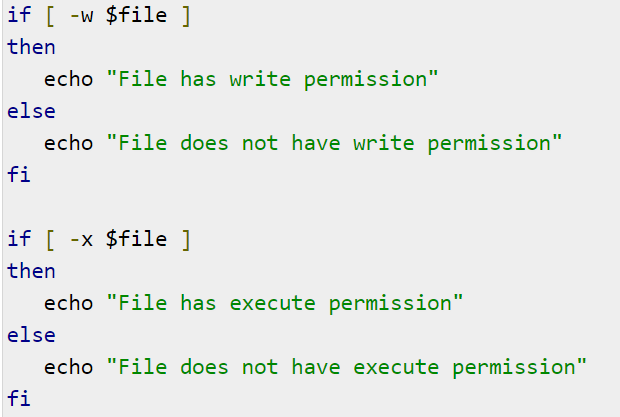 if [ -w $file ]
then
   echo "File has write permission"
else
   echo "File does not have write permission"
fi

if [ -x $file ]
then
   echo "File has execute permission"
else
   echo "File does not have execute permission"
fi